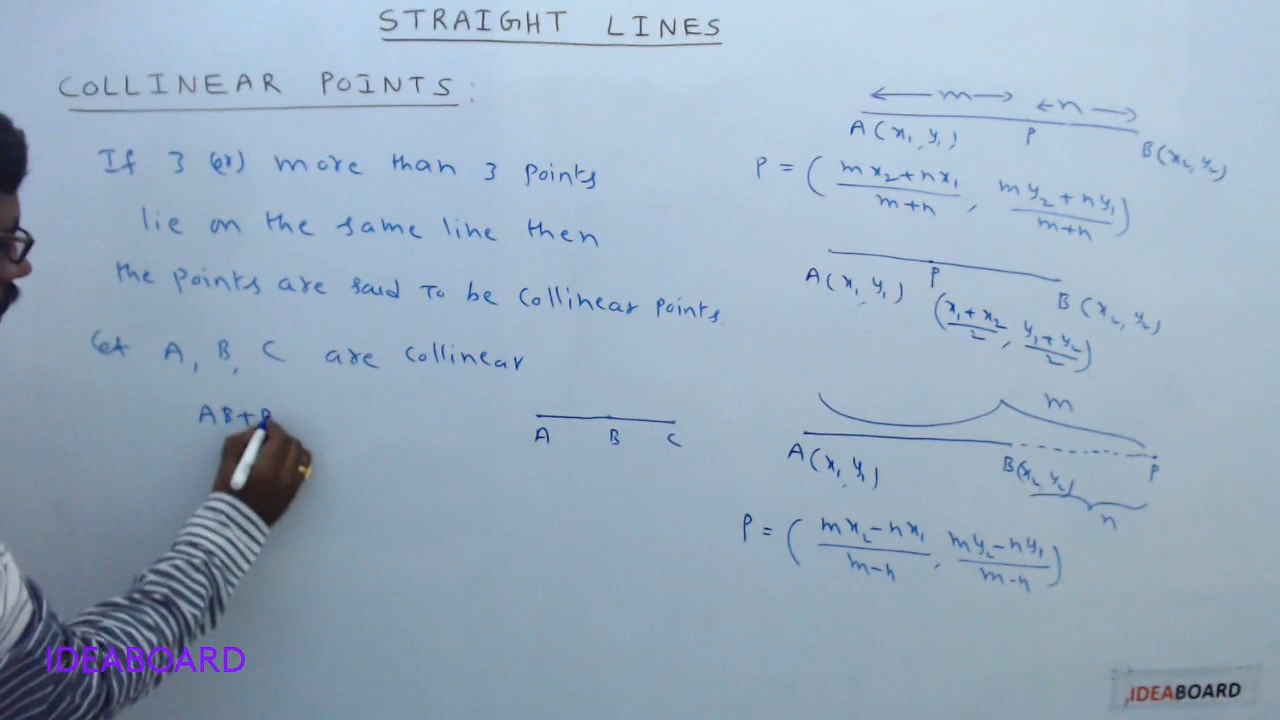 STRAIGHT LINES
COLLINEAR POINTS:
If 3 (or) more than 3 points
lie on the same line then
the points are said to be collinear points.
Let A, B, C are collinear
AB+B
A B C
m n
A(x₁, y₁) P B(x₂, y₂)
P = ( (mx₂+nx₁)/(m+n), (my₂+ny₁)/(m+n) )
A(x₁, y₁) P B(x₂, y₂)
( (x₁+x₂)/2, (y₁+y₂)/2 )
m
A(x₁, y₁) B(x₂, y₂) P
n
P = ( (mx₂-nx₁)/(m-n), (my₂-ny₁)/(m-n) )
IDEABOARD
IDEABOARD